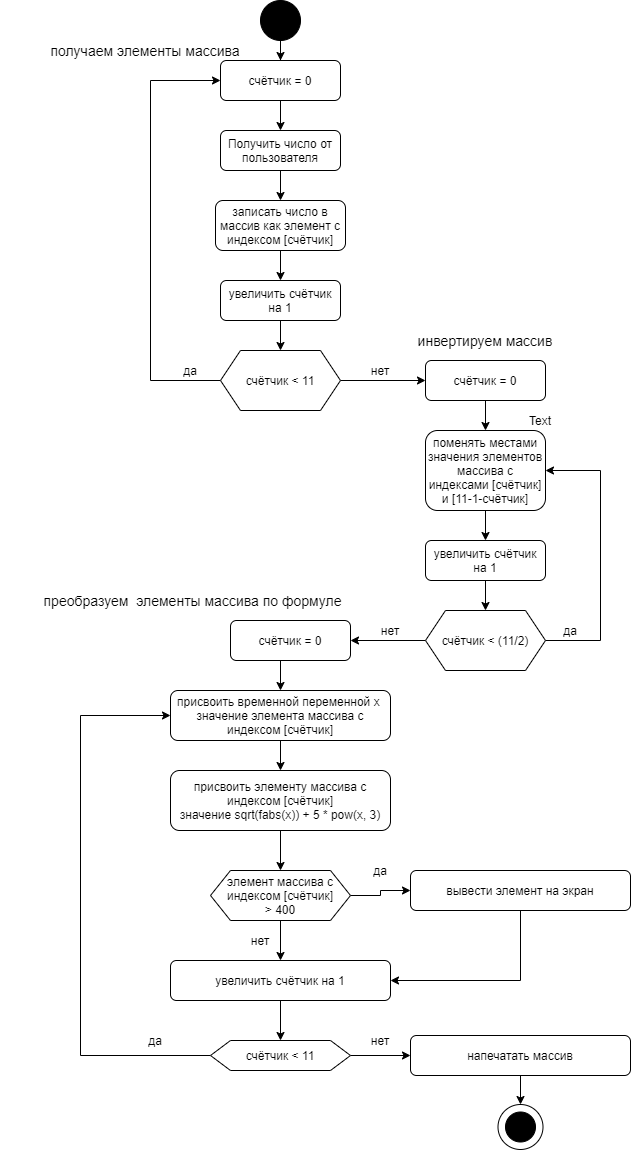 получаем элементы массива
счётчик = 0
Получить число от
пользователя
записать число в
массив как элемент с
индексом [счётчик]
увеличить счётчик
на 1
счётчик < 11
да
нет
инвертируем массив
счётчик = 0
Text
поменять местами
значения элементов
массива с
индексами [счётчик]
и [11-1-счётчик]
увеличить счётчик
на 1
счётчик < (11/2)
да
нет
преобразуем элементы массива по формуле
счётчик = 0
присвоить временной переменной x
значение элемента массива с
индексом [счётчик]
присвоить элементу массива с
индексом [счётчик]
значение sqrt(fabs(x)) + 5 * pow(x, 3)
элемент массива с
индексом [счётчик]
> 400
да
вывести элемент на экран
нет
увеличить счётчик на 1
счётчик < 11
да
нет
напечатать массив